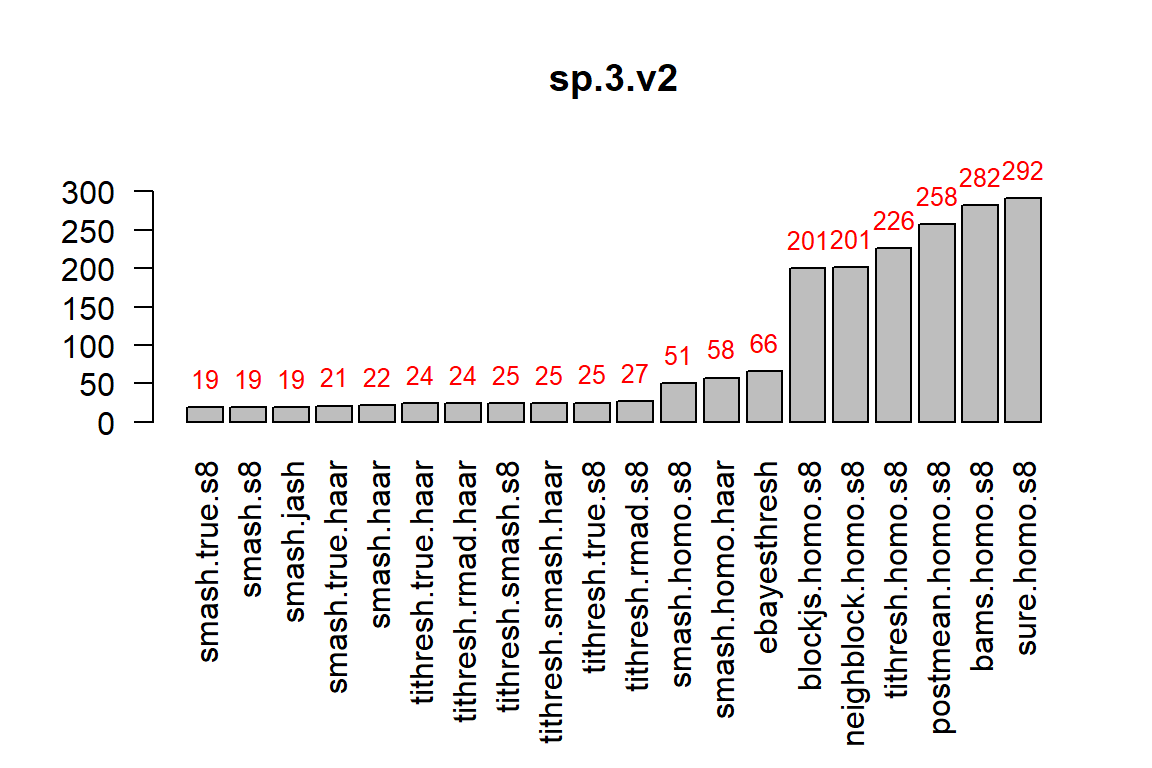 sp.3.v2
300
250
200
150
100
50
0
19
19
19
21
22
24
24
25
25
25
27
51
58
66
201
201
226
258
282
292
smash.true.s8
smash.s8
smash.jash
smash.true.haar
smash.haar
tithresh.true.haar
tithresh.rmad.haar
tithresh.smash.s8
tithresh.smash.haar
tithresh.true.s8
tithresh.rmad.s8
smash.homo.s8
smash.homo.haar
ebayesthresh
blockjs.homo.s8
neighblock.homo.s8
tithresh.homo.s8
postmean.homo.s8
bams.homo.s8
sure.homo.s8